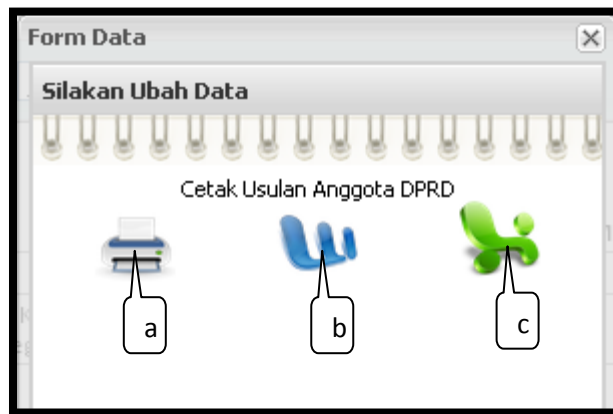 Form Data
Silakan Ubah Data
Cetak Usulan Anggota DPRD
a
b
c